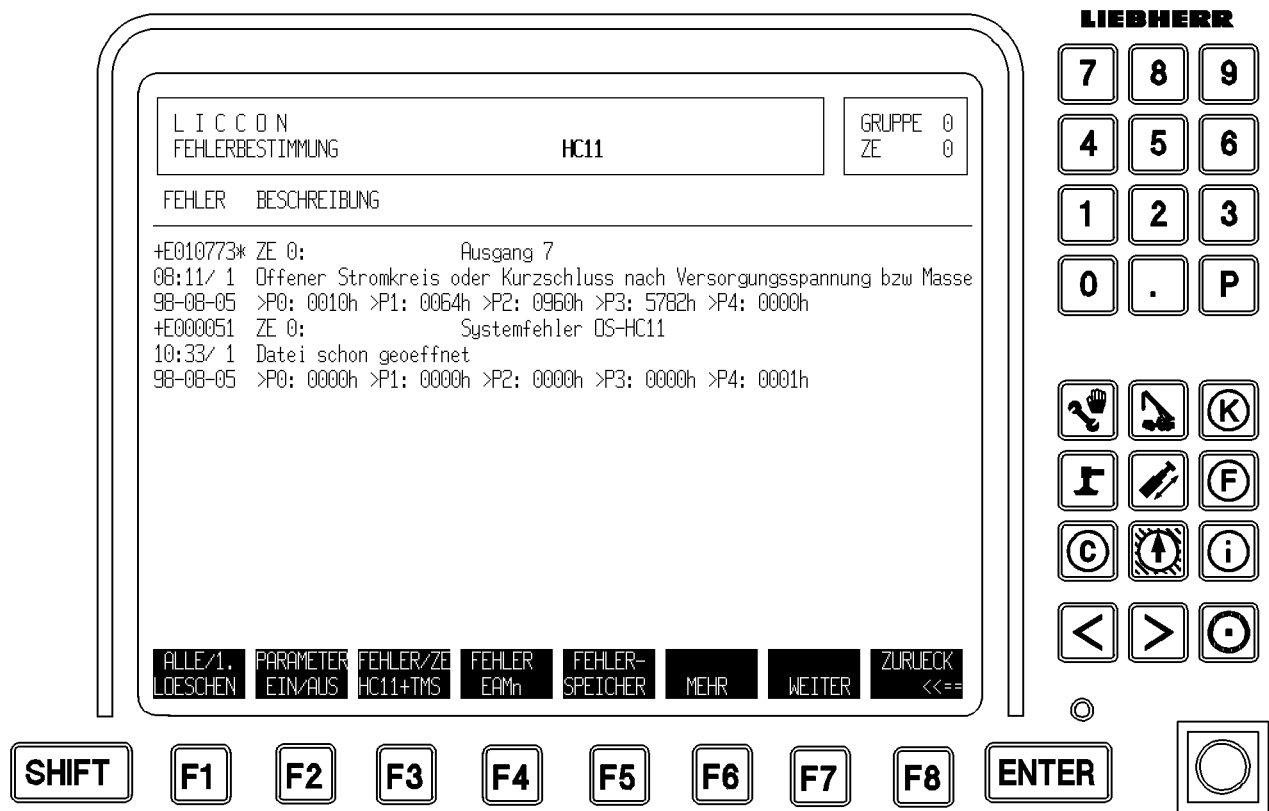 LIEBHERR
L I C C O N
FEHLERBESTIMMUNG HC11
GRUPPE 0
ZE 0
FEHLER BESCHREIBUNG
+E010773* ZE 0: Ausgang 7
08:11/ 1 Offener Stromkreis oder Kurzschluss nach Versorgungsspannung bzw Masse
98-08-05 >P0: 0010h >P1: 0064h >P2: 0960h >P3: 5782h >P4: 0000h
+E000051 ZE 0: Systemfehler OS-HC11
10:33/ 1 Datei schon geoeffnet
98-08-05 >P0: 0000h >P1: 0000h >P2: 0000h >P3: 0000h >P4: 0001h
ALLE/1. PARAMETER FEHLER/ZE FEHLER FEHLER- ZURUECK
LOESCHEN EIN/AUS HC11+TMS EAMn SPEICHER MEHR WEITER <<==
7 8 9
4 5 6
1 2 3
0 . P
K
F
C i
< >
SHIFT F1 F2 F3 F4 F5 F6 F7 F8 ENTER